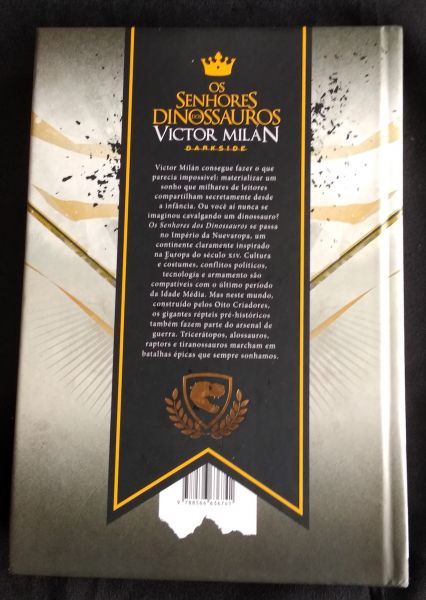 OS
SENHORES
DOS
DINOSSAUROS
VICTOR MILÁN
DARKSIDE
Victor Milán consegue fazer o que
parecia impossível: materializar um
sonho que milhares de leitores
compartilham secretamente desde
a infância. Ou você aí nunca se
imaginou cavalgando um dinossauro?
Os Senhores dos Dinossauros se passa
no Império da Nuevaropa, um
continente claramente inspirado
na Europa do século XIV. Cultura
e costumes, conflitos políticos,
tecnologia e armamento são
compatíveis com o último período
da Idade Média. Mas neste mundo,
construído pelos Oito Criadores,
os gigantes répteis pré-históricos
também fazem parte do arsenal de
guerra. Tricerátopos, alossauros,
raptors e tiranossauros marcham em
batalhas épicas que sempre sonhamos.
9 788566 636741